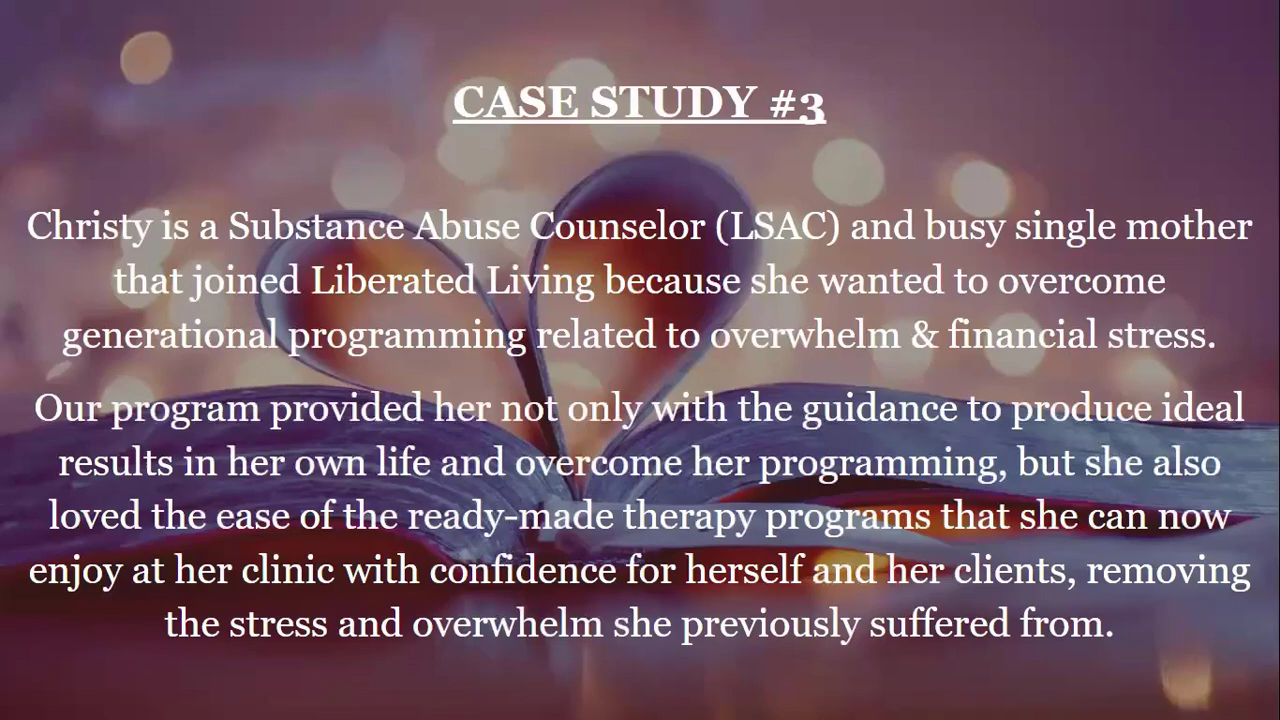 CASE STUDY #3
Christy is a Substance Abuse Counselor (LSAC) and busy single mother
that joined Liberated Living because she wanted to overcome
generational programming related to overwhelm & financial stress.
Our program provided her not only with the guidance to produce ideal
results in her own life and overcome her programming, but she also
loved the ease of the ready-made therapy programs that she can now
enjoy at her clinic with confidence for herself and her clients, removing
the stress and overwhelm she previously suffered from.